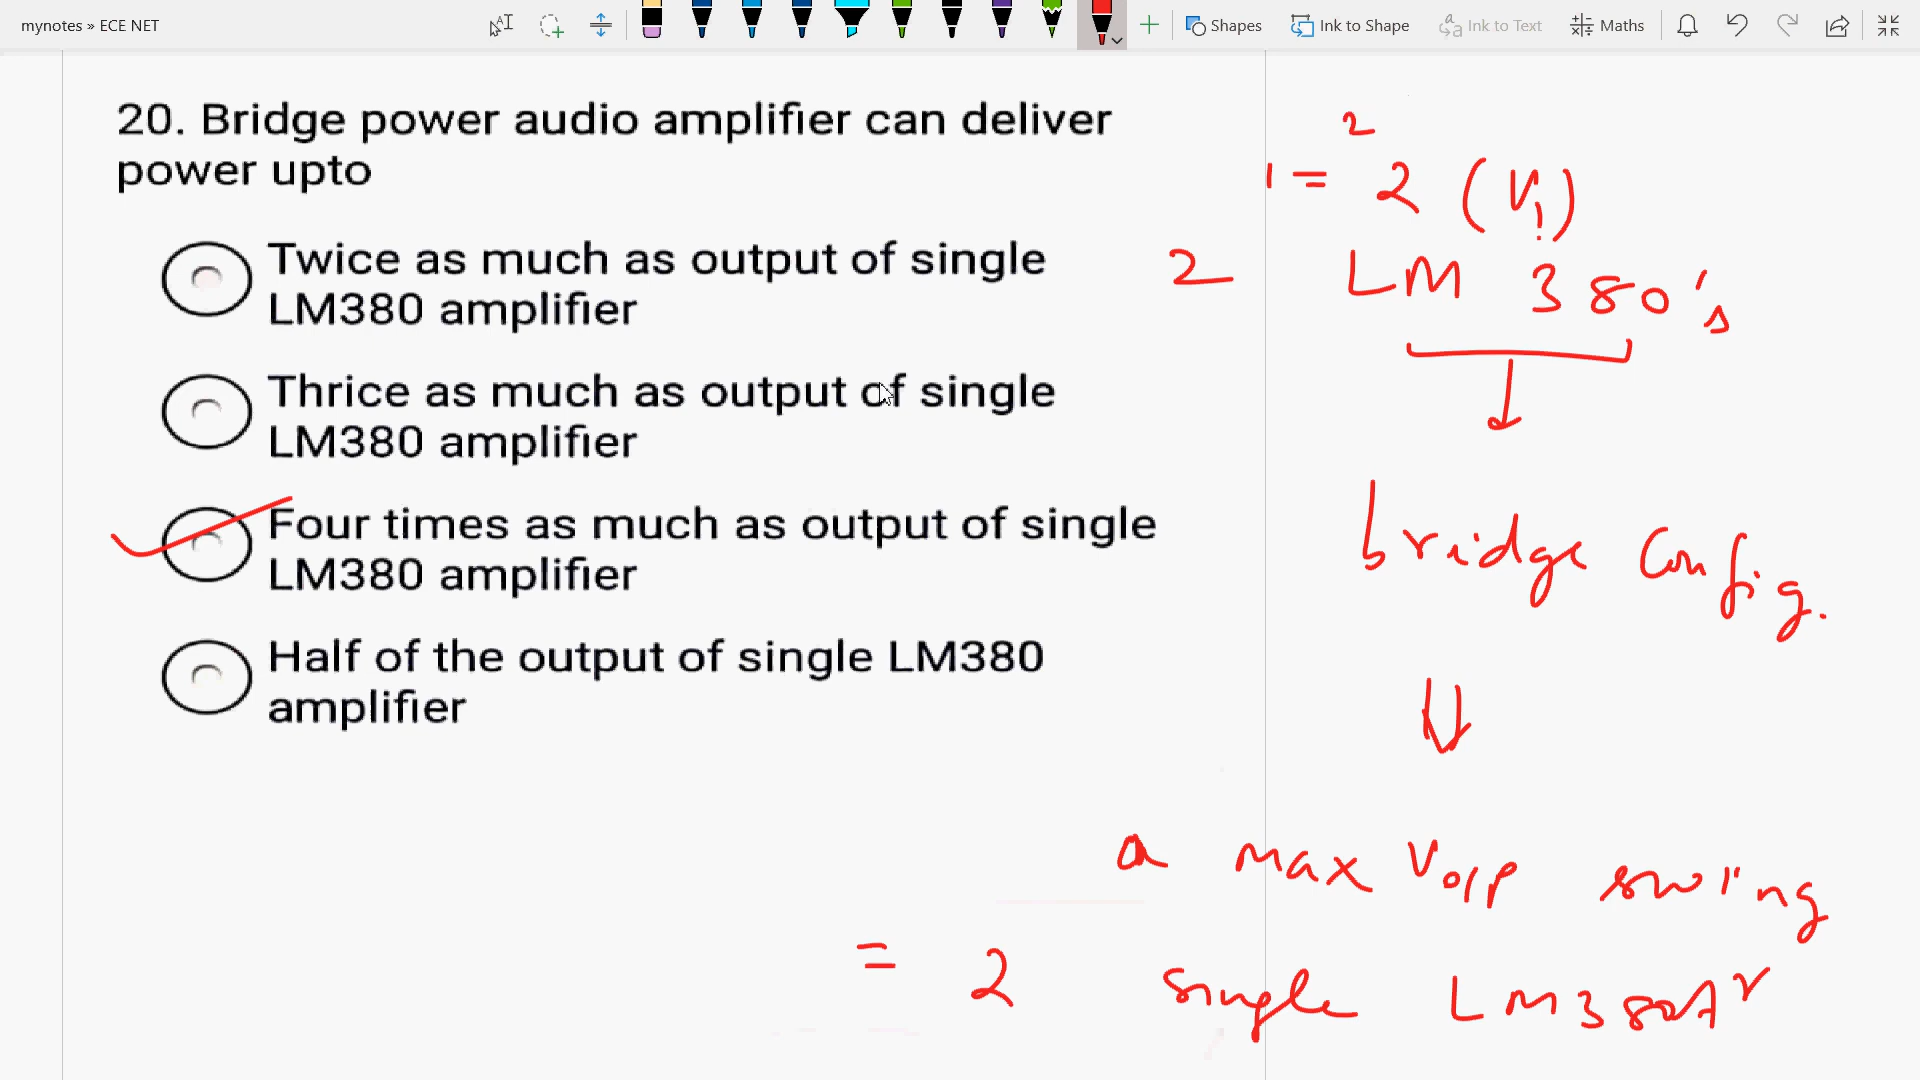 mynotes » ECE NET
Shapes
Ink to Shape
Ink to Text
Maths
20. Bridge power audio amplifier can deliver
power upto
Twice as much as output of single
LM380 amplifier
Thrice as much as output of single
LM380 amplifier
Four times as much as output of single
LM380 amplifier
Half of the output of single LM380
amplifier
2
1 = 2 (V1)
2 LM 380's
bridge Config.
a max Vo/p swing
= 2 single LM380A